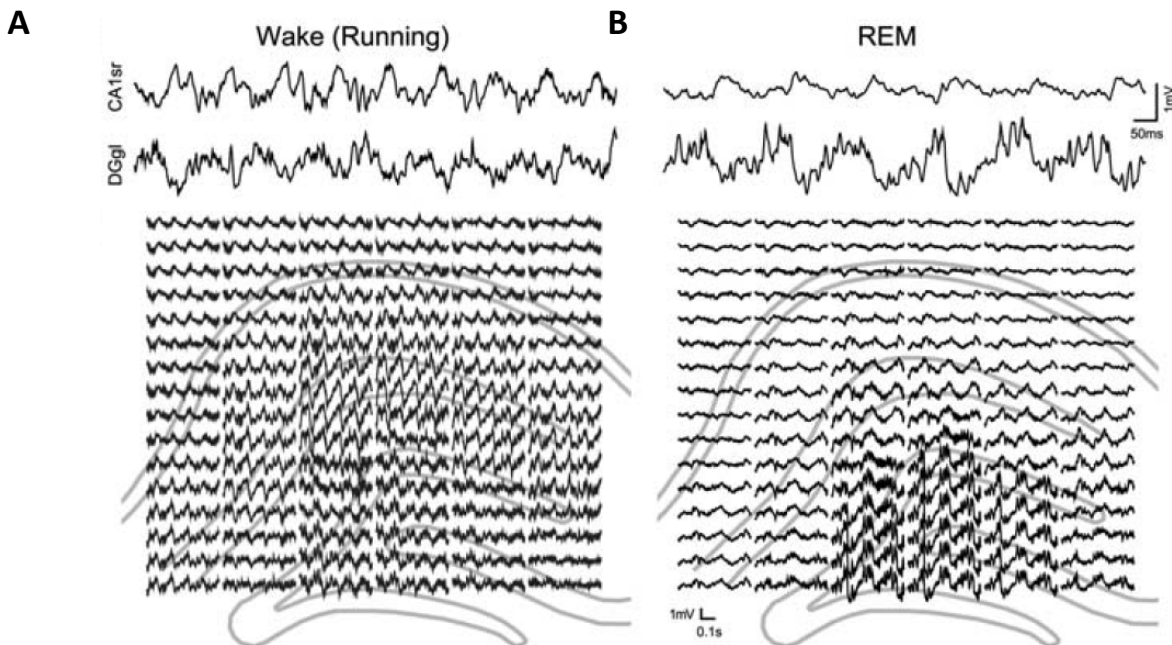 A
B
Wake (Running)
REM
CA1sr
1mV
50ms
DGgl
1mV
0.1s